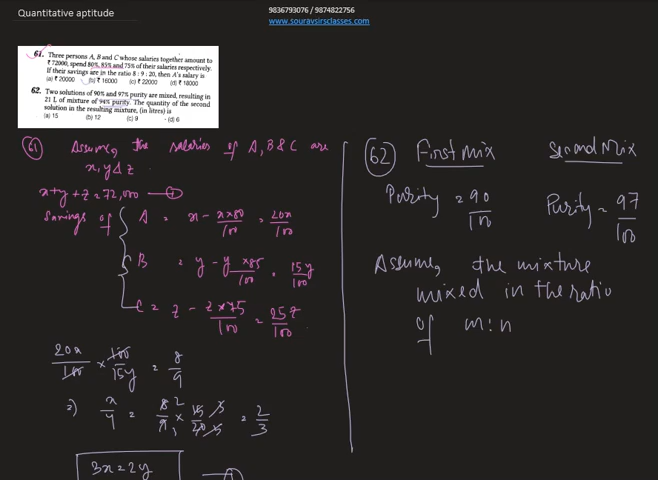 Quantitative aptitude
9836793076 / 9874822756
www.souravsirsclasses.com
61. Three persons A, B and C whose salaries together amount to
₹ 72000, spend 80%, 85% and 75% of their salaries respectively.
If their savings are in the ratio 8 : 9 : 20, then A's salary is
(a) ₹ 20000 (b) ₹ 16000 (c) ₹ 22000 (d) ₹ 18000
62. Two solutions of 90% and 97% purity are mixed, resulting in
21 L of mixture of 94% purity. The quantity of the second
solution in the resulting mixture, (in litres) is
(a) 15 (b) 12 (c) 9 (d) 6
61 Assume, the salaries of A, B & C are
x, y & z
x+y+z = 72,000
Savings of
A = x - x×80/100 = 20x/100
B = y - y×85/100 = 15y/100
C = z - z×75/100 = 25z/100
20x/100 × 100/15y = 8/9
⇒ x/y = 8/9 × 15/20 = 2/3
3x = 2y
62 First Mix Second Mix
Purity = 90/100 Purity = 97/100
Assume, the mixture
mixed in the ratio
of m:n